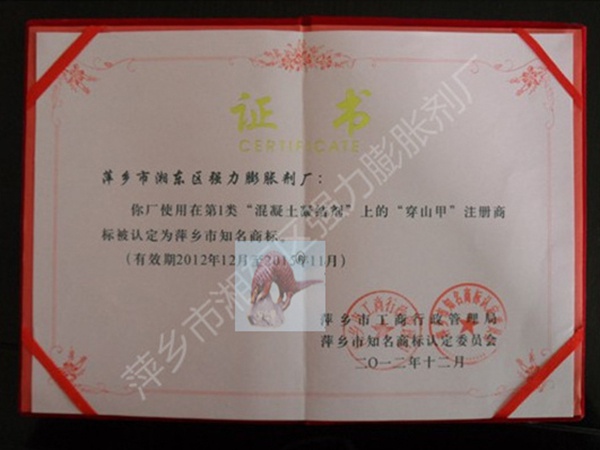 证书
CERTIFICATE
萍乡市湘东区强力膨胀剂厂：
你厂使用在第1类“混凝土凝结剂”上的“穿山甲”注册商
标被认定为萍乡市知名商标。
（有效期2012年12月至2015年11月）
萍乡市工商行政管理局
萍乡市知名商标认定委员会
二〇一二年十二月
萍乡市湘东区强力膨胀剂厂